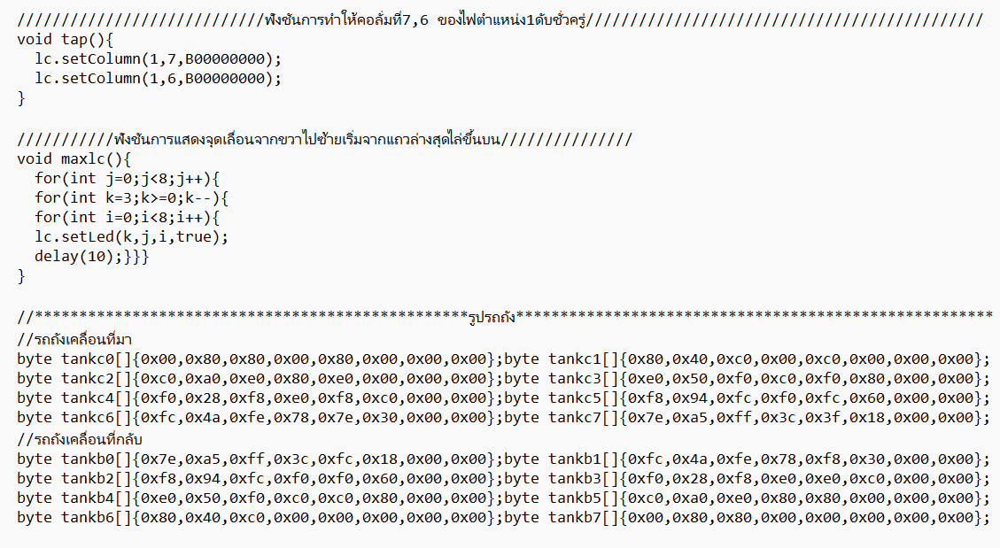 ////////////////////////////ฟังชันการทำให้คอลั่มที่7,6 ของไฟตำแหน่ง1ดับชั่วครู่/////////////////////////////////////////////
void tap(){
  lc.setColumn(1,7,B00000000);
  lc.setColumn(1,6,B00000000);
}
///////////ฟังชันการแสดงจุดเลื่อนจากขวาไปซ้ายเริ่มจากแถวล่างสุดไล่ขึ้นบน///////////////
void maxlc(){
  for(int j=0;j<8;j++){
  for(int k=3;k>=0;k--){
  for(int i=0;i<8;i++){
  lc.setLed(k,j,i,true);
  delay(10);}}}
}
//*************************************************รูปรถถัง******************************************************
//รถถังเคลื่อนที่มา
byte tankc0[]{0x00,0x80,0x80,0x00,0x80,0x00,0x00,0x00};byte tankc1[]{0x80,0x40,0xc0,0x00,0xc0,0x00,0x00,0x00};
byte tankc2[]{0xc0,0xa0,0xe0,0x80,0xe0,0x00,0x00,0x00};byte tankc3[]{0xe0,0x50,0xf0,0xc0,0xf0,0x80,0x00,0x00};
byte tankc4[]{0xf0,0x28,0xf8,0xe0,0xf8,0xc0,0x00,0x00};byte tankc5[]{0xf8,0x94,0xfc,0xf0,0xfc,0x60,0x00,0x00};
byte tankc6[]{0xfc,0x4a,0xfe,0x78,0x7e,0x30,0x00,0x00};byte tankc7[]{0x7e,0xa5,0xff,0x3c,0x3f,0x18,0x00,0x00};
//รถถังเคลื่อนที่กลับ
byte tankb0[]{0x7e,0xa5,0xff,0x3c,0xfc,0x18,0x00,0x00};byte tankb1[]{0xfc,0x4a,0xfe,0x78,0xf8,0x30,0x00,0x00};
byte tankb2[]{0xf8,0x94,0xfc,0xf0,0xf0,0x60,0x00,0x00};byte tankb3[]{0xf0,0x28,0xf8,0xe0,0xe0,0xc0,0x00,0x00};
byte tankb4[]{0xe0,0x50,0xf0,0xc0,0xc0,0x80,0x00,0x00};byte tankb5[]{0xc0,0xa0,0xe0,0x80,0x80,0x00,0x00,0x00};
byte tankb6[]{0x80,0x40,0xc0,0x00,0x00,0x00,0x00,0x00};byte tankb7[]{0x00,0x80,0x80,0x00,0x00,0x00,0x00,0x00};